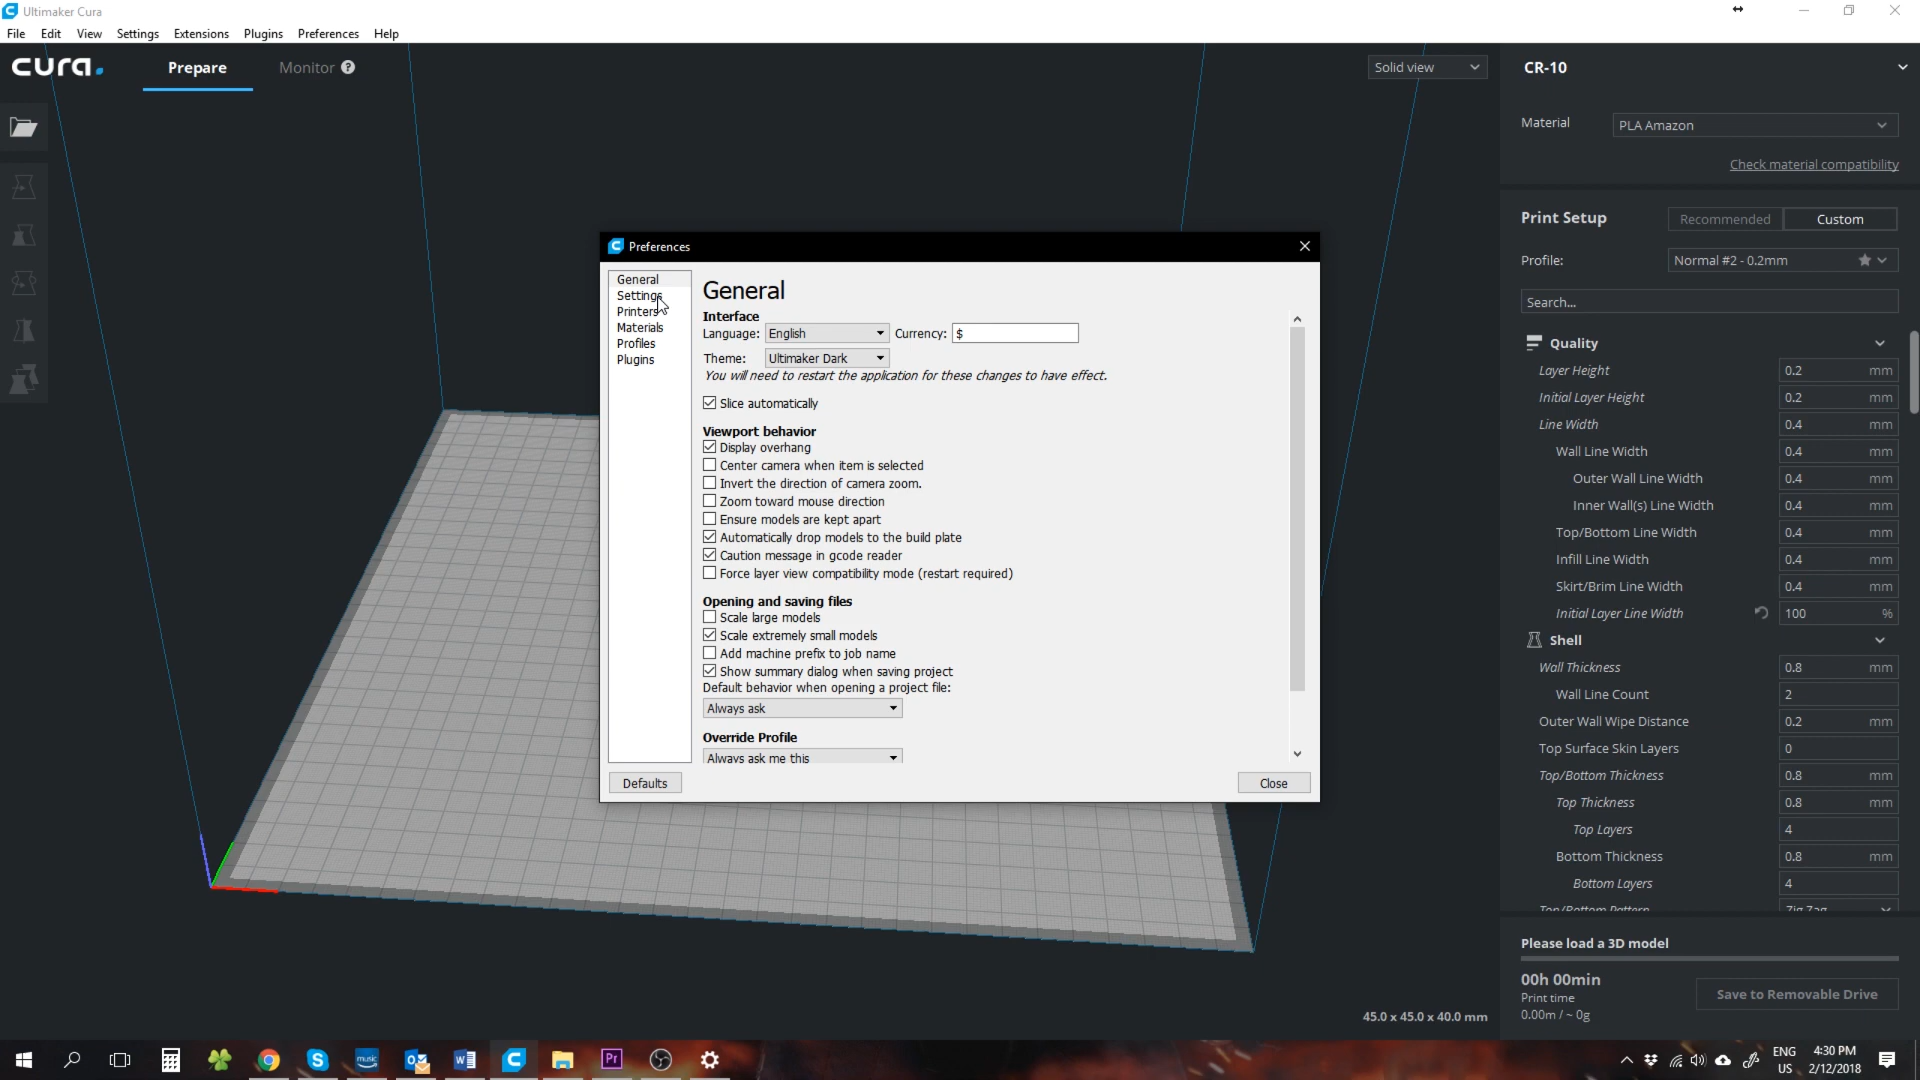 Ultimaker Cura
File Edit View Settings Extensions Plugins Preferences Help
cura.
Prepare
Monitor ?
Solid view
CR-10
Material
PLA Amazon
Check material compatibility
Print Setup
Recommended
Custom
Profile:
Normal #2 - 0.2mm
Search...
Quality
Layer Height 0.2 mm
Initial Layer Height 0.2 mm
Line Width 0.4 mm
Wall Line Width 0.4 mm
Outer Wall Line Width 0.4 mm
Inner Wall(s) Line Width 0.4 mm
Top/Bottom Line Width 0.4 mm
Infill Line Width 0.4 mm
Skirt/Brim Line Width 0.4 mm
Initial Layer Line Width 100 %
Shell
Wall Thickness 0.8 mm
Wall Line Count 2
Outer Wall Wipe Distance 0.2 mm
Top Surface Skin Layers 0
Top/Bottom Thickness 0.8 mm
Top Thickness 0.8 mm
Top Layers 4
Bottom Thickness 0.8 mm
Bottom Layers 4
Top/Bottom Pattern Zig Zag
Please load a 3D model
00h 00min
Print time
0.00m / ~ 0g
Save to Removable Drive
45.0 x 45.0 x 40.0 mm
Preferences
General
Settings
Printers
Materials
Profiles
Plugins
General
Interface
Language: English Currency: $
Theme: Ultimaker Dark
You will need to restart the application for these changes to have effect.
Slice automatically
Viewport behavior
Display overhang
Center camera when item is selected
Invert the direction of camera zoom.
Zoom toward mouse direction
Ensure models are kept apart
Automatically drop models to the build plate
Caution message in gcode reader
Force layer view compatibility mode (restart required)
Opening and saving files
Scale large models
Scale extremely small models
Add machine prefix to job name
Show summary dialog when saving project
Default behavior when opening a project file:
Always ask
Override Profile
Always ask me this
Defaults
Close
music
Pr
ENG
US
4:30 PM
2/12/2018